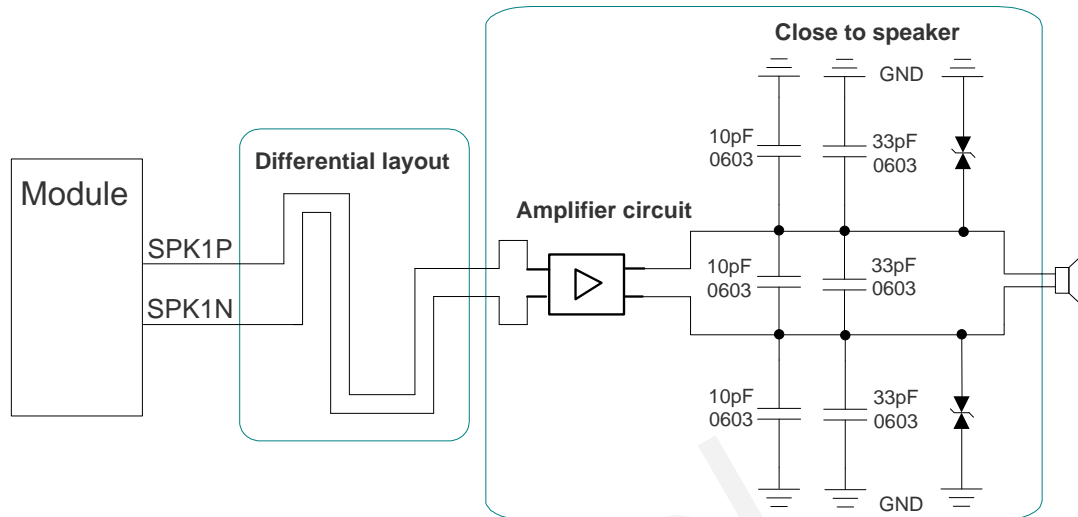 Close to speaker
GND
10pF
0603
33pF
0603
Differential layout
Module
Amplifier circuit
SPK1P
10pF
0603
33pF
0603
SPK1N
10pF
0603
33pF
0603
GND